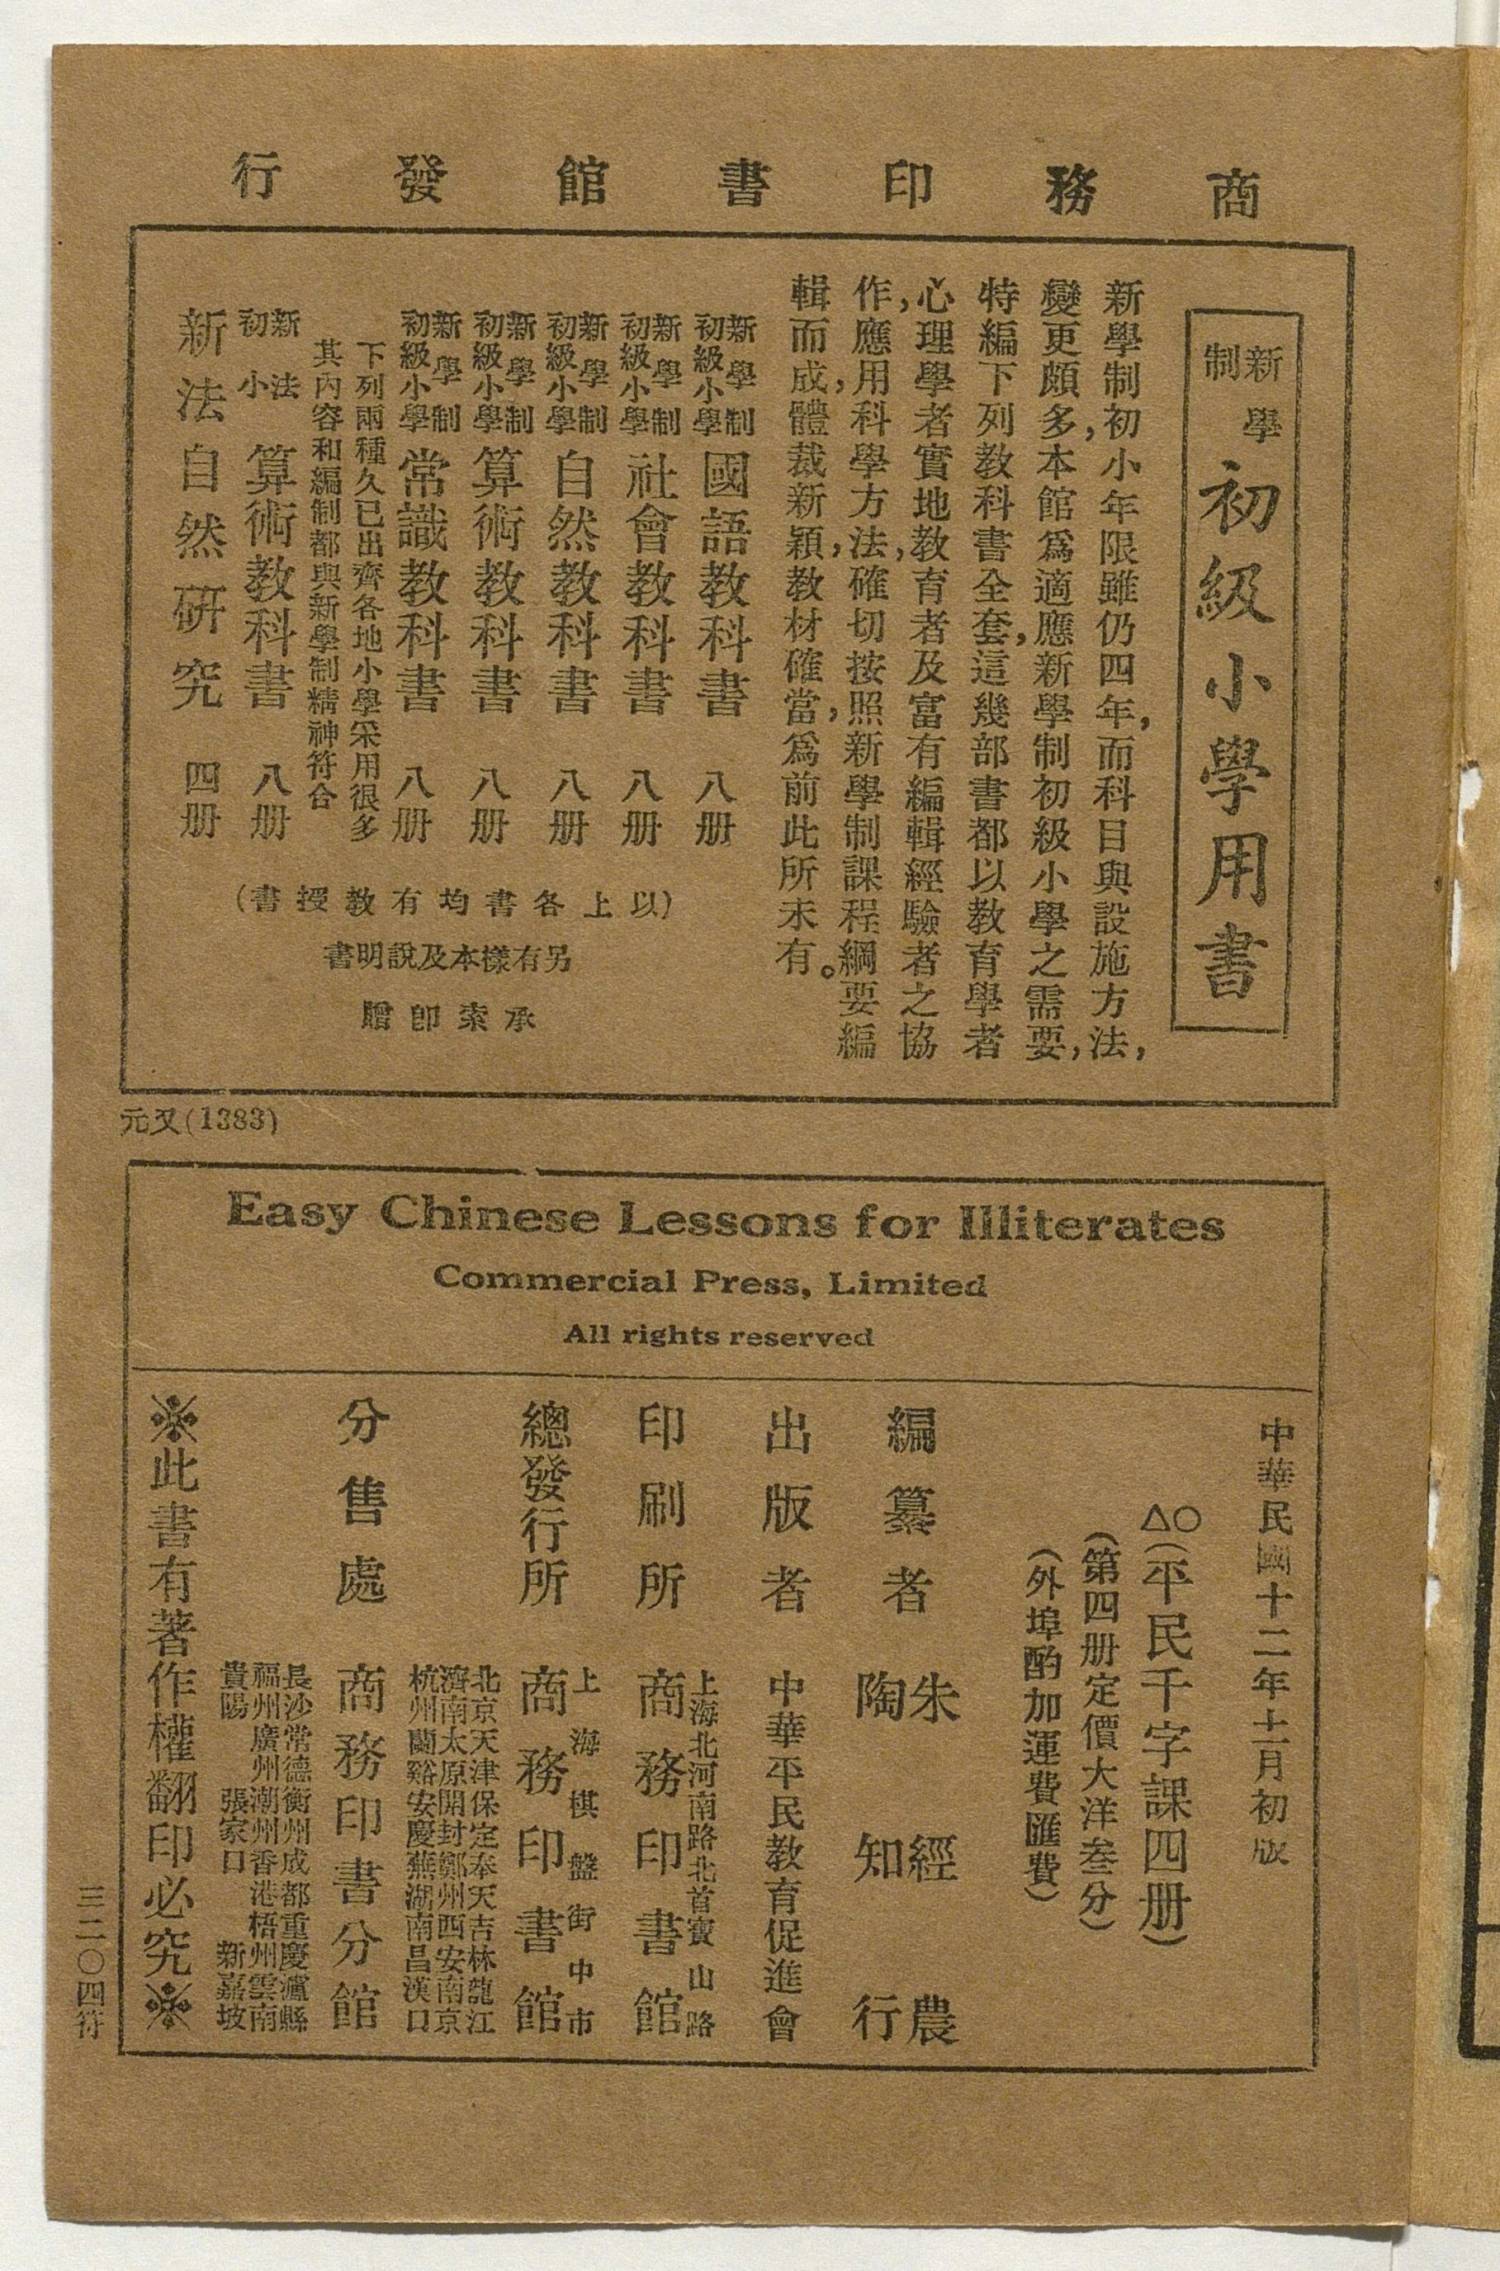 商務印書館發行
新學制
初級小學用書
新學制初小年限雖仍四年，而科目與設施方法，
變更頗多，本館爲適應新學制初級小學之需要，
特編下列教科書全套，這幾部書都以教育學者
心理學者實地教育者及富有編輯經驗者之協
作，應用科學方法，確切按照新學制課程綱要編
輯而成，體裁新穎，教材確當，爲前此所未有。
新學制初級小學 國語教科書 八册
新學制初級小學 社會教科書 八册
新學制初級小學 自然教科書 八册
新學制初級小學 算術教科書 八册
新學制初級小學 常識教科書 八册
下列兩種久已出齊各地小學采用很多
其內容和編制都與新學制精神符合
新法初小 算術教科書 八册
新法自然研究 四册
（以上各書均有教授書）
另有樣本及說明書
承索卽贈
元又(1383)
Easy Chinese Lessons for Illiterates
Commercial Press, Limited
All rights reserved
中華民國十二年十一月初版
△○（平民千字課四册）
（第四册定價大洋叁分）
（外埠酌加運費匯費）
編纂者 朱經農
陶知行
出版者 中華平民教育促進會
印刷所 上海北河南路北首寶山路
商務印書館
總發行所 上海棋盤街中市
商務印書館
分售處 商務印書分館
北京天津保定奉天吉林龍江
濟南太原開封鄭州西安南京
杭州蘭谿安慶蕪湖南昌漢口
長沙常德衡州成都重慶瀘縣
福州廣州潮州香港梧州雲南
貴陽 張家口 新嘉坡
※此書有著作權翻印必究※
三二〇四符